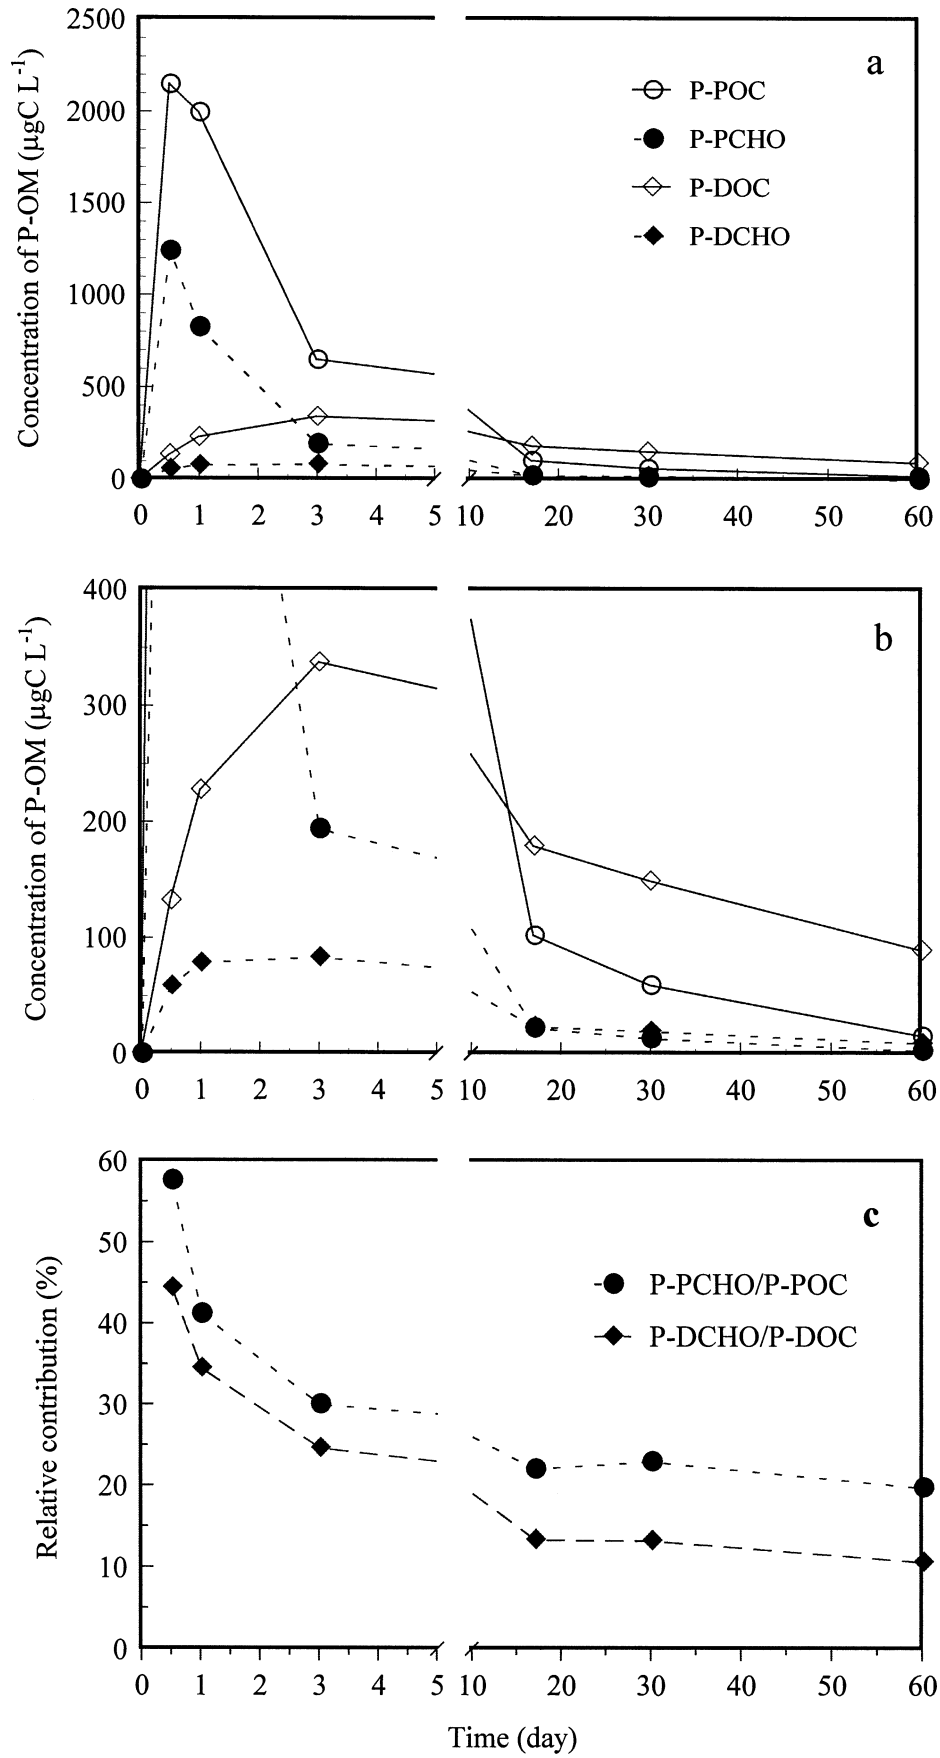 2500
2000
1500
1000
500
0
Concentration of P-OM (µgC L⁻¹)
a
P-POC
P-PCHO
P-DOC
P-DCHO
0 1 2 3 4 5 10 20 30 40 50 60
400
300
200
100
0
Concentration of P-OM (µgC L⁻¹)
b
0 1 2 3 4 5 10 20 30 40 50 60
60
50
40
30
20
10
0
Relative contribution (%)
c
P-PCHO/P-POC
P-DCHO/P-DOC
0 1 2 3 4 5 10 20 30 40 50 60
Time (day)